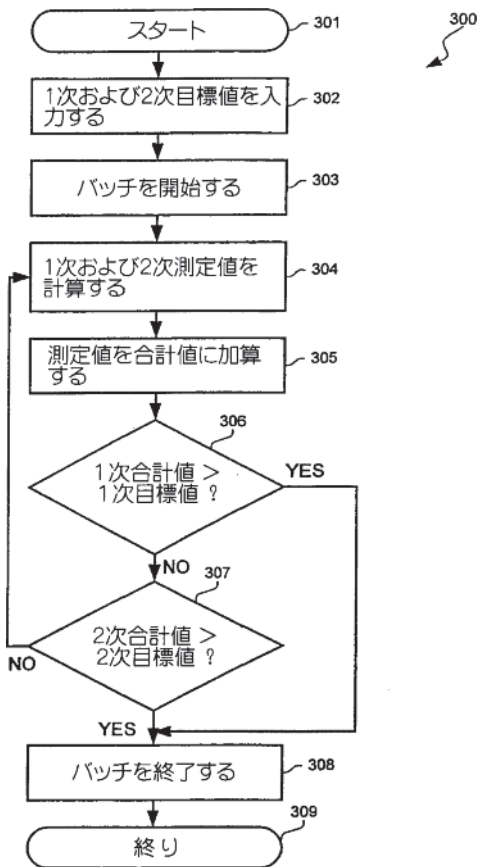 スタート
301
300
1次および2次目標値を入
力する
302
バッチを開始する
303
1次および2次測定値を
計算する
304
測定値を合計値に加算
する
305
306
1次合計値 >
1次目標値 ?
YES
NO
307
2次合計値 >
2次目標値 ?
NO
YES
バッチを終了する
308
終り
309